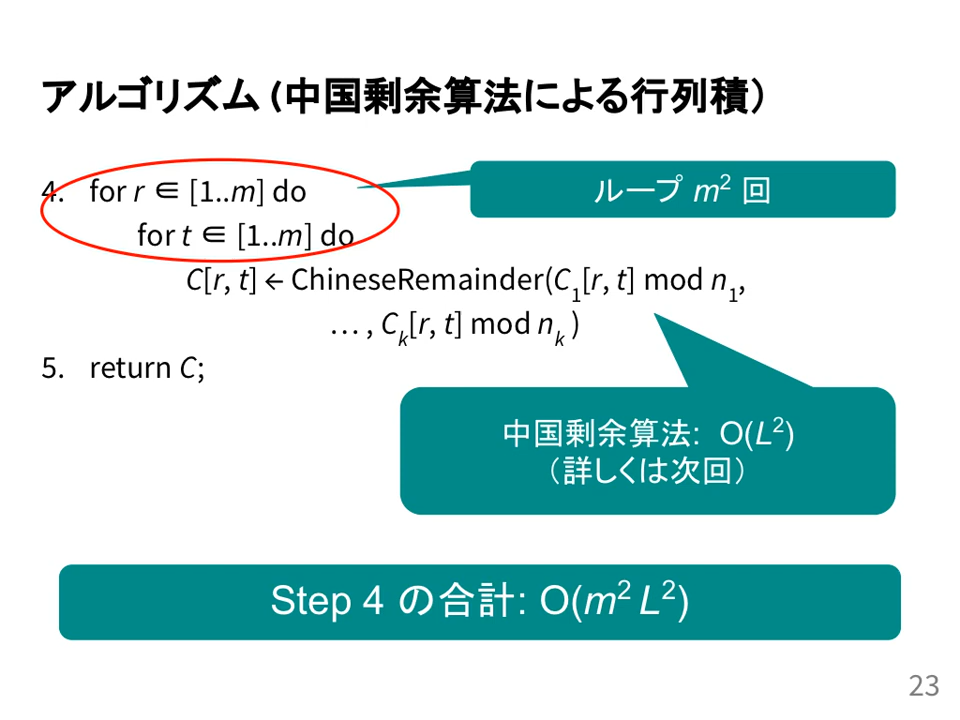 アルゴリズム (中国剰余算法による行列積)
4. for r ∈ [1..m] do
ループ m² 回
for t ∈ [1..m] do
C[r, t] ← ChineseRemainder(C₁[r, t] mod n₁,
… , Cₖ[r, t] mod nₖ )
5. return C;
中国剰余算法: O(L²)
（詳しくは次回）
Step 4 の合計: O(m² L²)
23